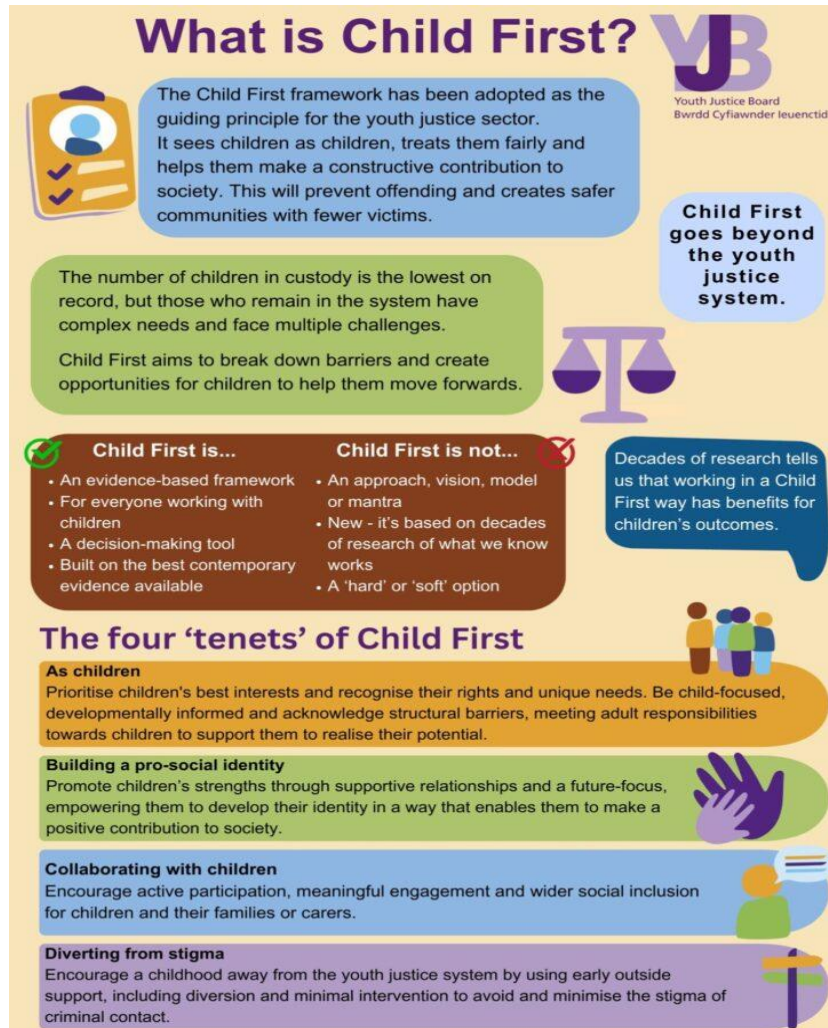 What is Child First?
YJB
Youth Justice Board
Bwrdd Cyfiawnder Ieuenctid
The Child First framework has been adopted as the
guiding principle for the youth justice sector.
It sees children as children, treats them fairly and
helps them make a constructive contribution to
society. This will prevent offending and creates safer
communities with fewer victims.
Child First
goes beyond
the youth
justice
system.
The number of children in custody is the lowest on
record, but those who remain in the system have
complex needs and face multiple challenges.
Child First aims to break down barriers and create
opportunities for children to help them move forwards.
Child First is...
• An evidence-based framework
• For everyone working with
children
• A decision-making tool
• Built on the best contemporary
evidence available
Child First is not...
• An approach, vision, model
or mantra
• New - it's based on decades
of research of what we know
works
• A 'hard' or 'soft' option
Decades of research tells
us that working in a Child
First way has benefits for
children's outcomes.
The four 'tenets' of Child First
As children
Prioritise children's best interests and recognise their rights and unique needs. Be child-focused,
developmentally informed and acknowledge structural barriers, meeting adult responsibilities
towards children to support them to realise their potential.
Building a pro-social identity
Promote children's strengths through supportive relationships and a future-focus,
empowering them to develop their identity in a way that enables them to make a
positive contribution to society.
Collaborating with children
Encourage active participation, meaningful engagement and wider social inclusion
for children and their families or carers.
Diverting from stigma
Encourage a childhood away from the youth justice system by using early outside
support, including diversion and minimal intervention to avoid and minimise the stigma of
criminal contact.